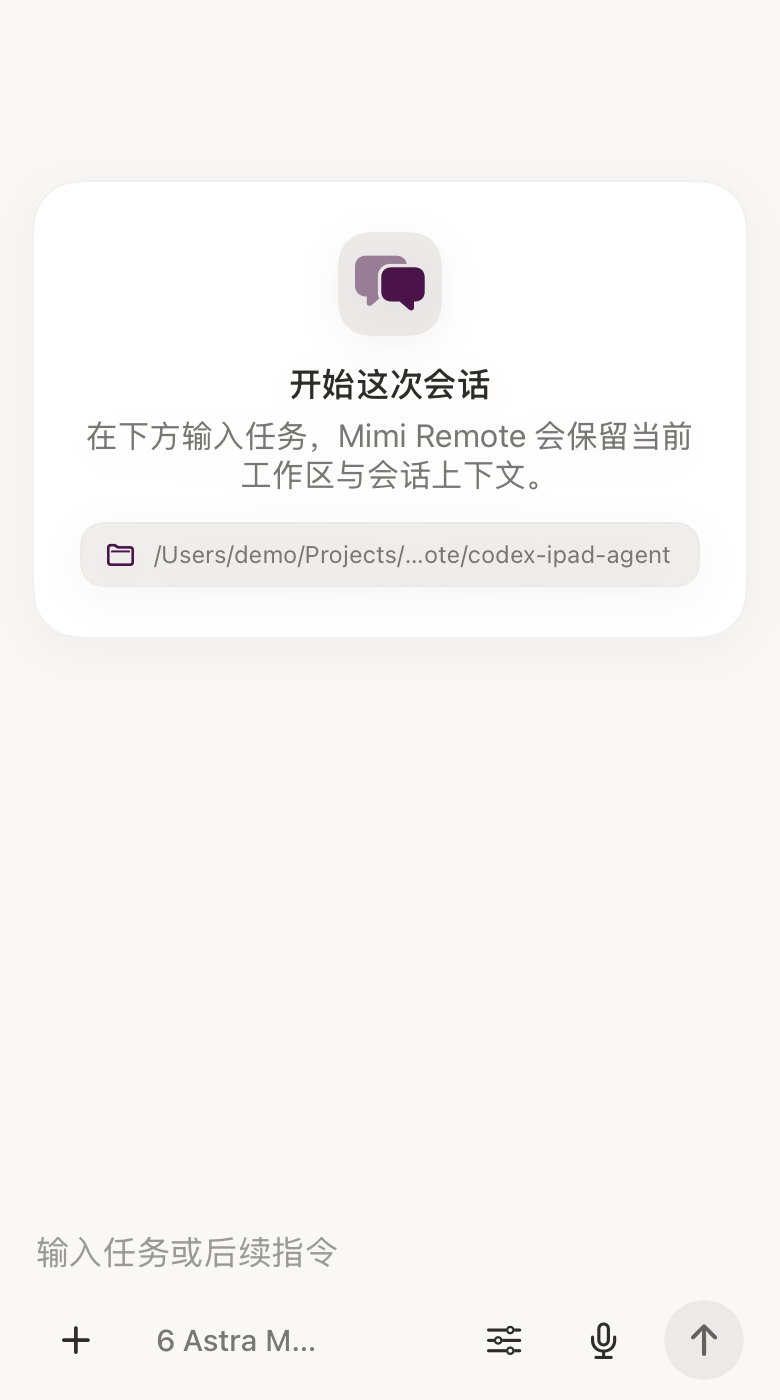 开始这次会话
在下方输入任务，Mimi Remote 会保留当前
工作区与会话上下文。
/Users/demo/Projects/...ote/codex-ipad-agent
输入任务或后续指令
6 Astra M...